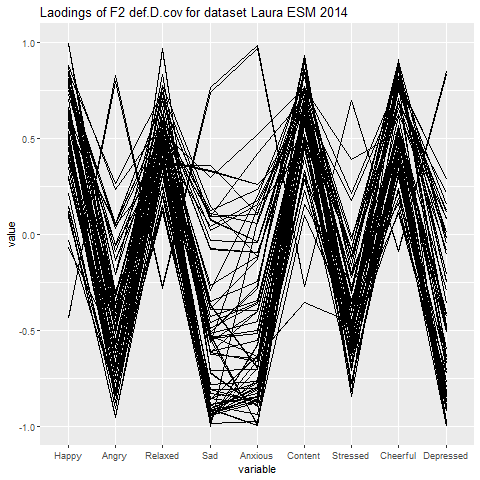 Laodings of F2 def.D.cov for dataset Laura ESM 2014
1.0
0.5
0.0
-0.5
-1.0
value
Happy Angry Relaxed Sad Anxious Content Stressed Cheerful Depressed
variable